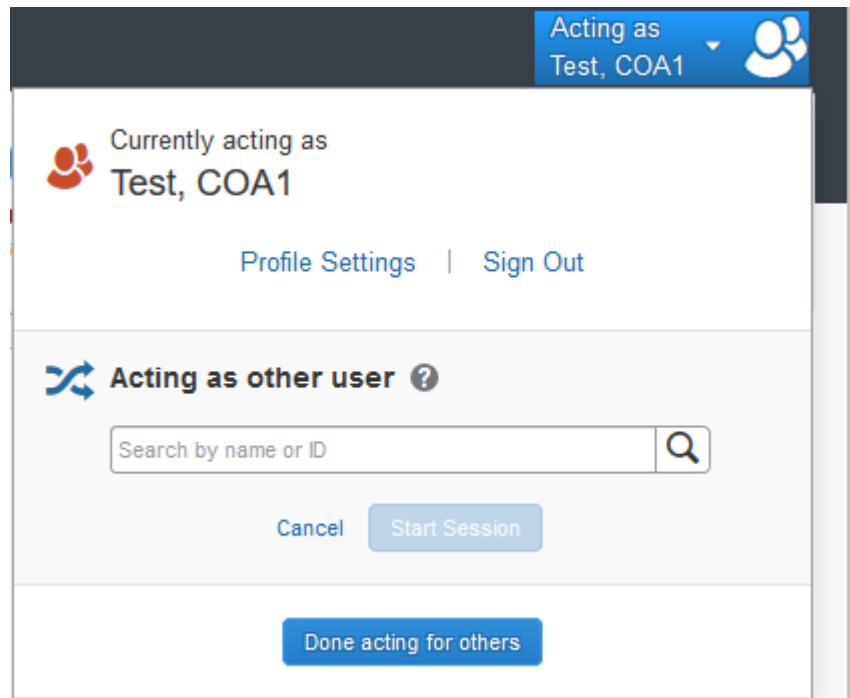 Acting as
Test, COA1
Currently acting as
Test, COA1
Profile Settings | Sign Out
Acting as other user ?
Search by name or ID
Cancel Start Session
Done acting for others